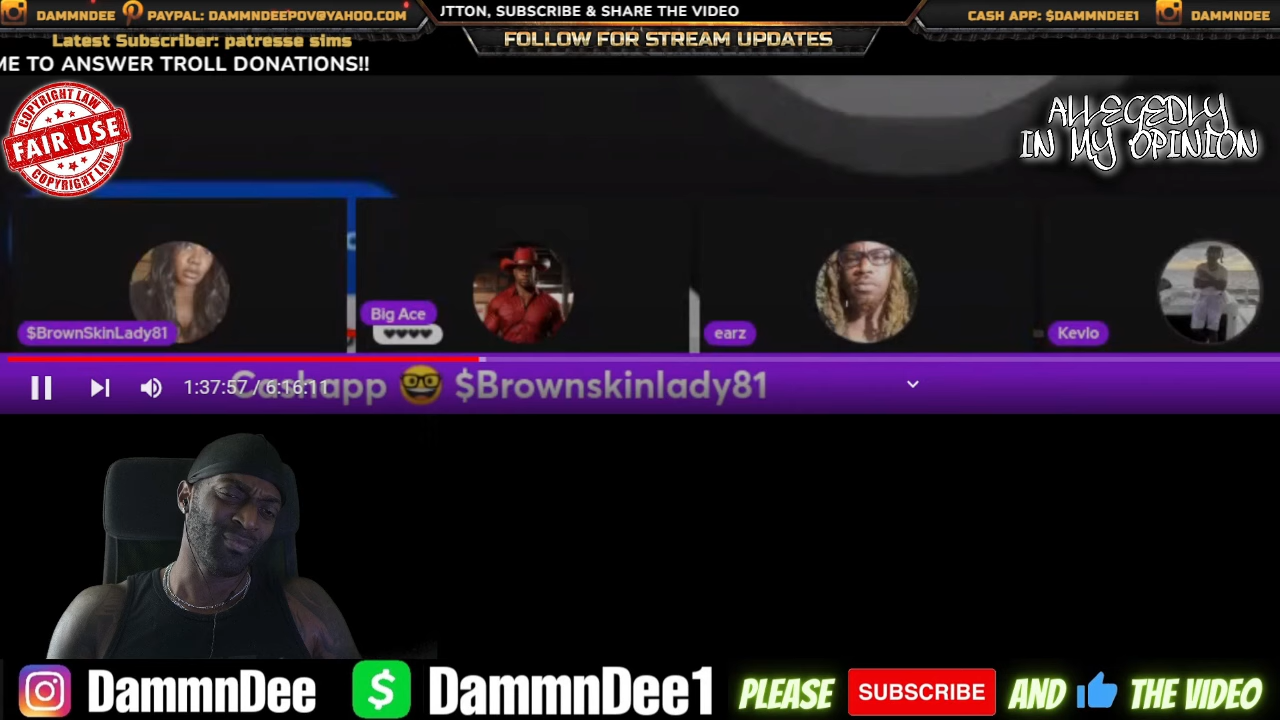 DAMMNDEE
PAYPAL: DAMMNDEEPOV@YAHOO.COM
JTTON, SUBSCRIBE & SHARE THE VIDEO
CASH APP: $DAMMNDEE1
DAMMNDEE
Latest Subscriber: patresse sims
FOLLOW FOR STREAM UPDATES
ME TO ANSWER TROLL DONATIONS!!
COPYRIGHT LAW
FAIR USE
COPYRIGHT LAW
ALLEGEDLY
IN MY OPINION
$BrownSkinLady81
Big Ace
earz
Kevlo
1:37:57 / 6:16:11
Cashapp 🤓 $Brownskinlady81
DammnDee
$
DammnDee1
PLEASE
SUBSCRIBE
AND
THE VIDEO